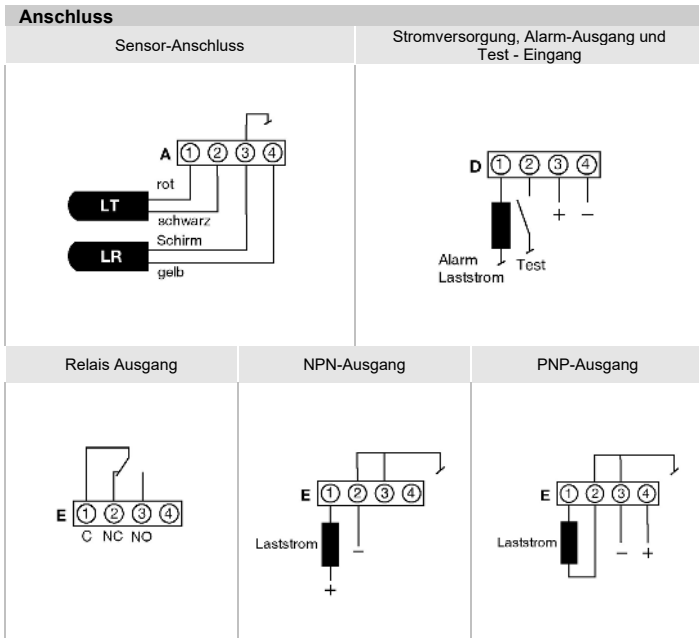 Anschluss
Sensor-Anschluss
Stromversorgung, Alarm-Ausgang und
Test - Eingang
A 1 2 3 4
rot
LT
schwarz
Schirm
LR
gelb
D 1 2 3 4
+ −
Alarm
Laststrom
Test
Relais Ausgang
NPN-Ausgang
PNP-Ausgang
E 1 2 3 4
C NC NO
E 1 2 3 4
Laststrom
−
+
E 1 2 3 4
Laststrom
− +